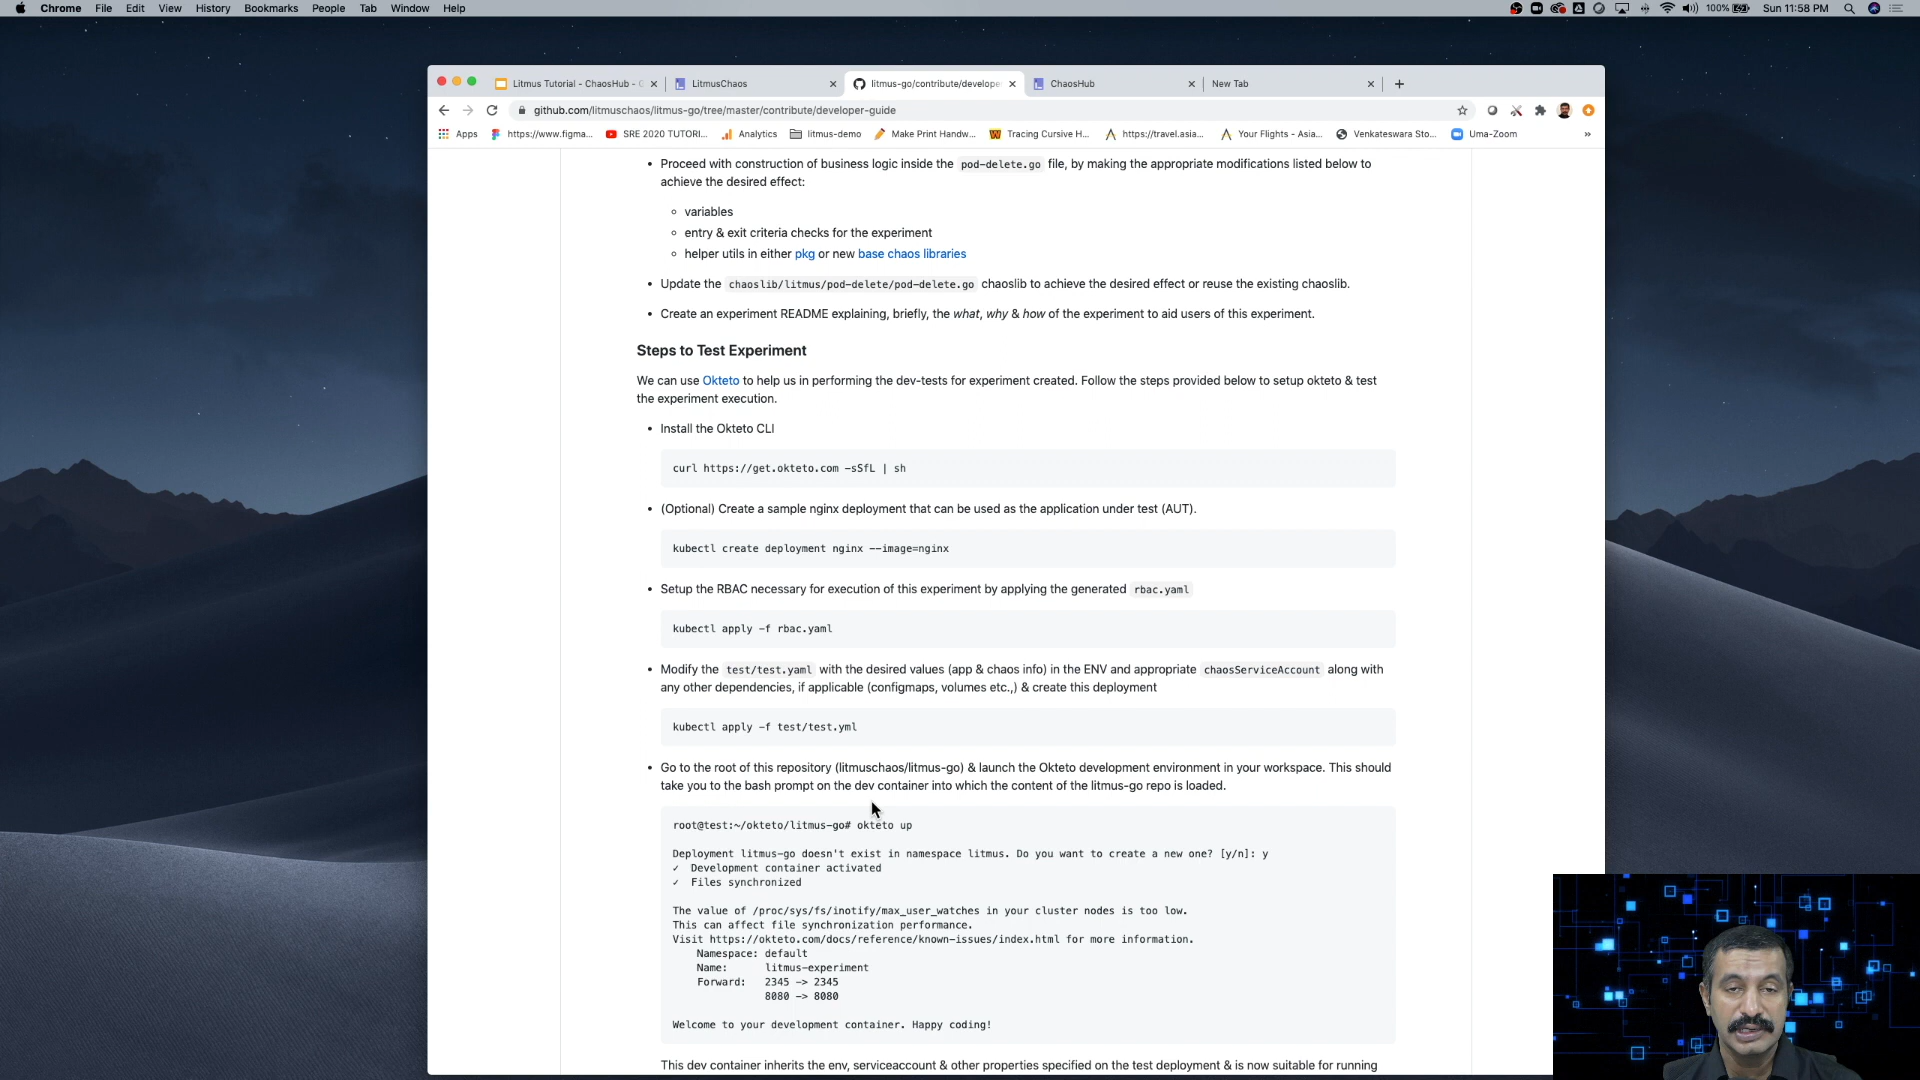 Chrome File Edit View History Bookmarks People Tab Window Help 100% Sun 11:58 PM
Litmus Tutorial - ChaosHub - LitmusChaos litmus-go/contribute/develope ChaosHub New Tab
github.com/litmuschaos/litmus-go/tree/master/contribute/developer-guide
Apps https://www.figma... SRE 2020 TUTORI... Analytics litmus-demo Make Print Handw... Tracing Cursive H... https://travel.asia... Your Flights - Asia... Venkateswara Sto... Uma-Zoom »
• Proceed with construction of business logic inside the pod-delete.go file, by making the appropriate modifications listed below to
achieve the desired effect:
◦ variables
◦ entry & exit criteria checks for the experiment
◦ helper utils in either pkg or new base chaos libraries
• Update the chaoslib/litmus/pod-delete/pod-delete.go chaoslib to achieve the desired effect or reuse the existing chaoslib.
• Create an experiment README explaining, briefly, the what, why & how of the experiment to aid users of this experiment.
Steps to Test Experiment
We can use Okteto to help us in performing the dev-tests for experiment created. Follow the steps provided below to setup okteto & test
the experiment execution.
• Install the Okteto CLI
curl https://get.okteto.com -sSfL | sh
• (Optional) Create a sample nginx deployment that can be used as the application under test (AUT).
kubectl create deployment nginx --image=nginx
• Setup the RBAC necessary for execution of this experiment by applying the generated rbac.yaml
kubectl apply -f rbac.yaml
• Modify the test/test.yaml with the desired values (app & chaos info) in the ENV and appropriate chaosServiceAccount along with
any other dependencies, if applicable (configmaps, volumes etc.,) & create this deployment
kubectl apply -f test/test.yml
• Go to the root of this repository (litmuschaos/litmus-go) & launch the Okteto development environment in your workspace. This should
take you to the bash prompt on the dev container into which the content of the litmus-go repo is loaded.
root@test:~/okteto/litmus-go# okteto up
Deployment litmus-go doesn't exist in namespace litmus. Do you want to create a new one? [y/n]: y
✓ Development container activated
✓ Files synchronized
The value of /proc/sys/fs/inotify/max_user_watches in your cluster nodes is too low.
This can affect file synchronization performance.
Visit https://okteto.com/docs/reference/known-issues/index.html for more information.
Namespace: default
Name: litmus-experiment
Forward: 2345 -> 2345
8080 -> 8080
Welcome to your development container. Happy coding!
This dev container inherits the env, serviceaccount & other properties specified on the test deployment & is now suitable for running